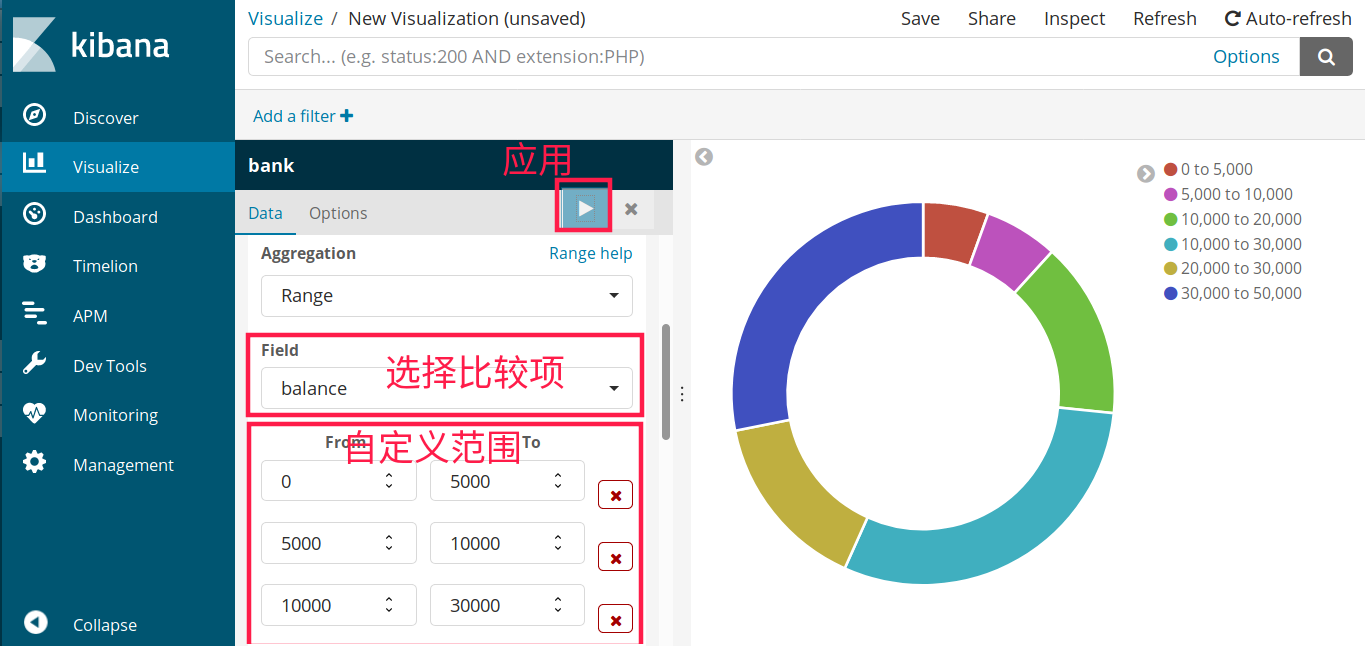 kibana
Discover
Visualize
Dashboard
Timelion
APM
Dev Tools
Monitoring
Management
Collapse
Visualize / New Visualization (unsaved)
Save Share Inspect Refresh Auto-refresh
Search... (e.g. status:200 AND extension:PHP)
Options
Add a filter
bank
应用
Data Options
Aggregation Range help
Range
Field
balance
选择比较项
From To
自定义范围
0 5000
5000 10000
10000 30000
0 to 5,000
5,000 to 10,000
10,000 to 20,000
10,000 to 30,000
20,000 to 30,000
30,000 to 50,000